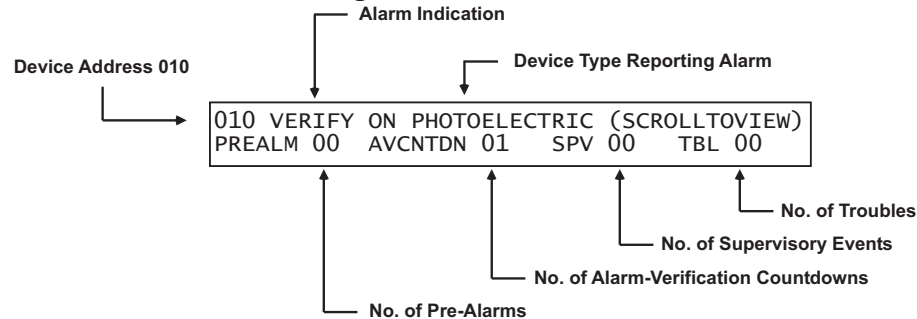 Alarm Indication
Device Type Reporting Alarm
Device Address 010
010 VERIFY ON PHOTOELECTRIC (SCROLLTOVIEW)
PREALM 00 AVCNTDN 01 SPV 00 TBL 00
No. of Troubles
No. of Supervisory Events
No. of Alarm-Verification Countdowns
No. of Pre-Alarms